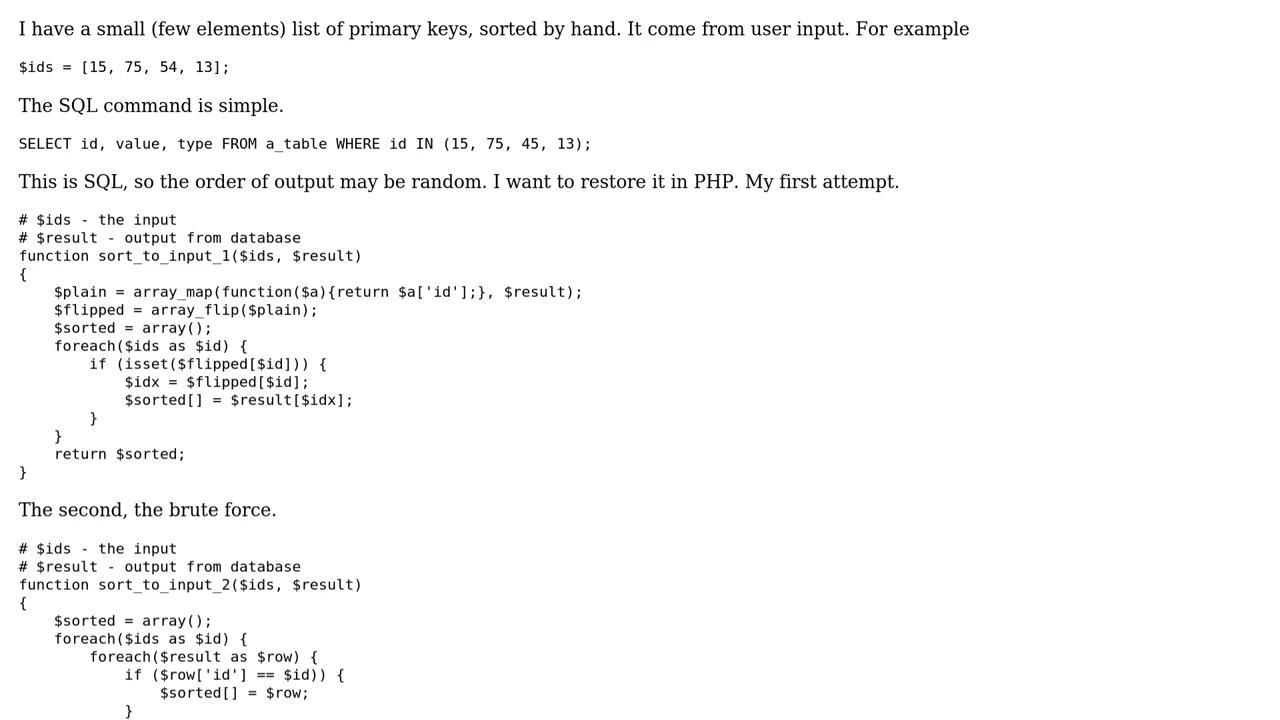 I have a small (few elements) list of primary keys, sorted by hand. It come from user input. For example
$ids = [15, 75, 54, 13];
The SQL command is simple.
SELECT id, value, type FROM a_table WHERE id IN (15, 75, 45, 13);
This is SQL, so the order of output may be random. I want to restore it in PHP. My first attempt.
# $ids - the input
# $result - output from database
function sort_to_input_1($ids, $result)
{
    $plain = array_map(function($a){return $a['id'];}, $result);
    $flipped = array_flip($plain);
    $sorted = array();
    foreach($ids as $id) {
        if (isset($flipped[$id])) {
            $idx = $flipped[$id];
            $sorted[] = $result[$idx];
        }
    }
    return $sorted;
}
The second, the brute force.
# $ids - the input
# $result - output from database
function sort_to_input_2($ids, $result)
{
    $sorted = array();
    foreach($ids as $id) {
        foreach($result as $row) {
            if ($row['id'] == $id)) {
                $sorted[] = $row;
            }